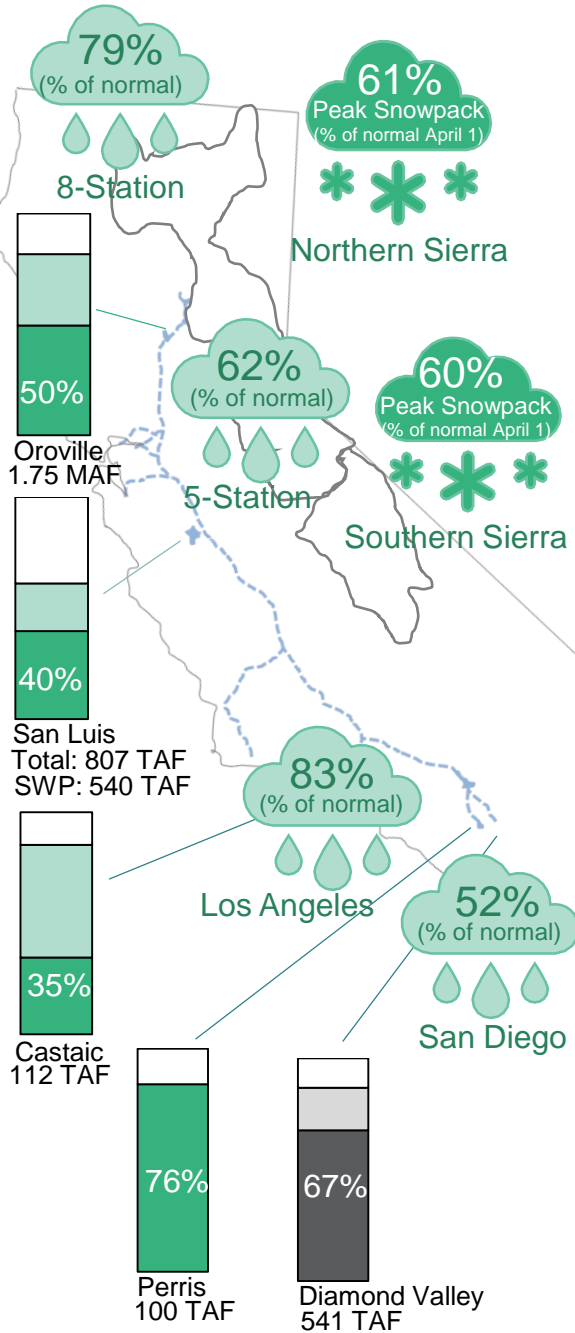 79%
(% of normal)
8-Station
61%
Peak Snowpack
(% of normal April 1)
Northern Sierra
50%
Oroville
1.75 MAF
62%
(% of normal)
5-Station
60%
Peak Snowpack
(% of normal April 1)
Southern Sierra
40%
San Luis
Total: 807 TAF
SWP: 540 TAF
83%
(% of normal)
Los Angeles
52%
(% of normal)
San Diego
35%
Castaic
112 TAF
76%
Perris
100 TAF
67%
Diamond Valley
541 TAF